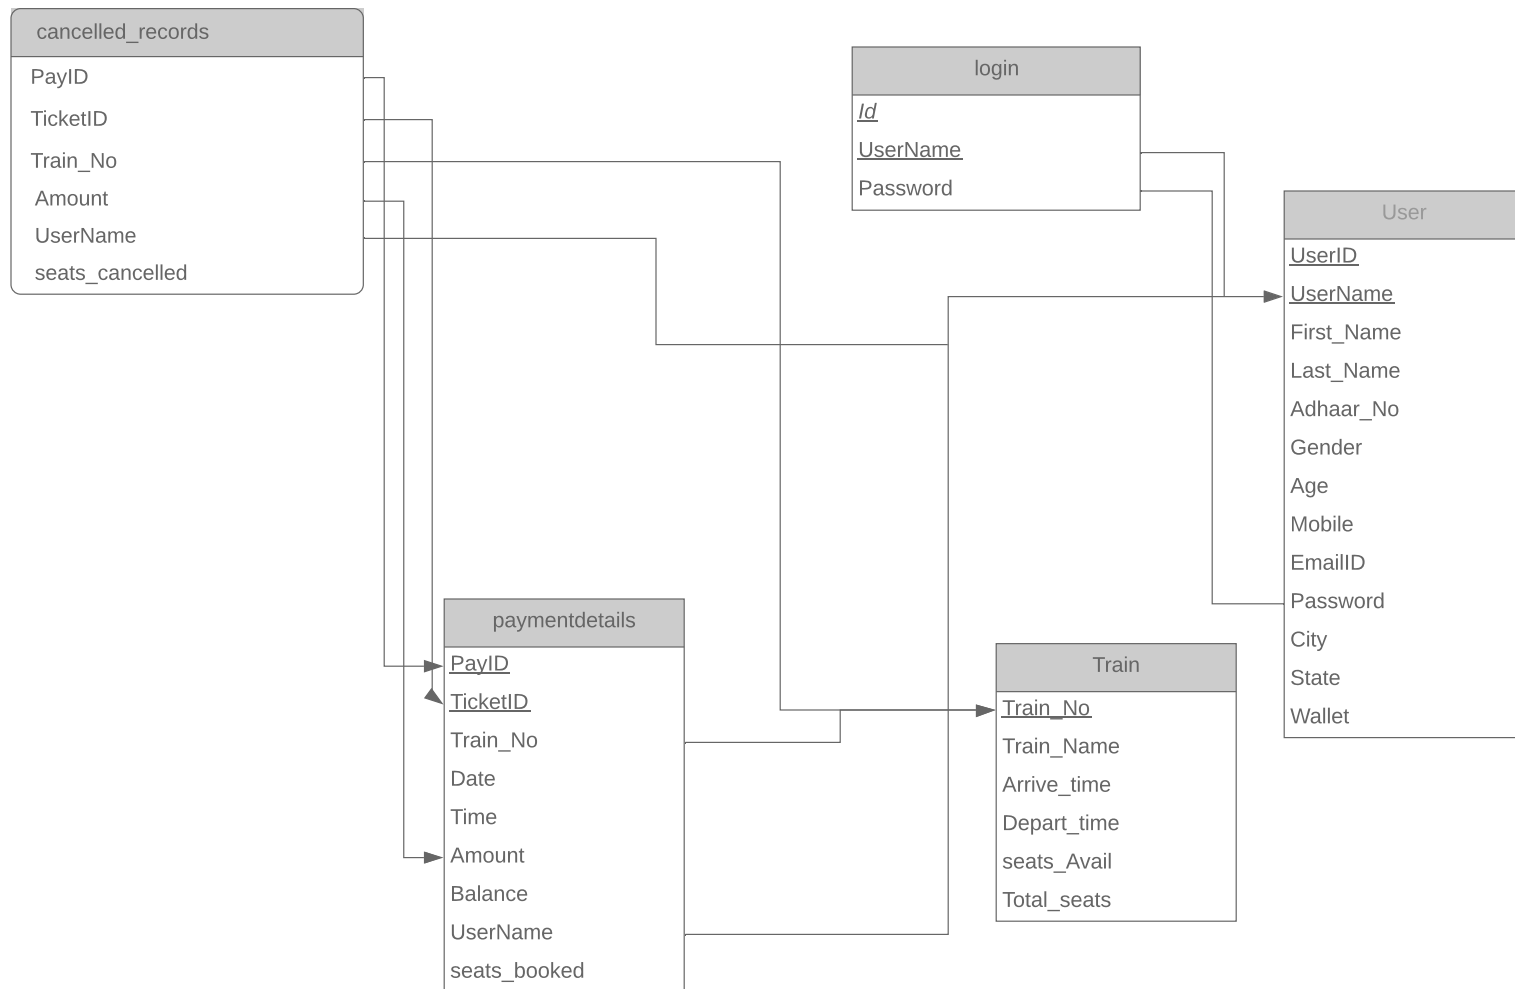 cancelled_records
PayID
TicketID
Train_No
Amount
UserName
seats_cancelled
login
Id
UserName
Password
User
UserID
UserName
First_Name
Last_Name
Adhaar_No
Gender
Age
Mobile
EmailID
Password
City
State
Wallet
paymentdetails
PayID
TicketID
Train_No
Date
Time
Amount
Balance
UserName
seats_booked
Train
Train_No
Train_Name
Arrive_time
Depart_time
seats_Avail
Total_seats